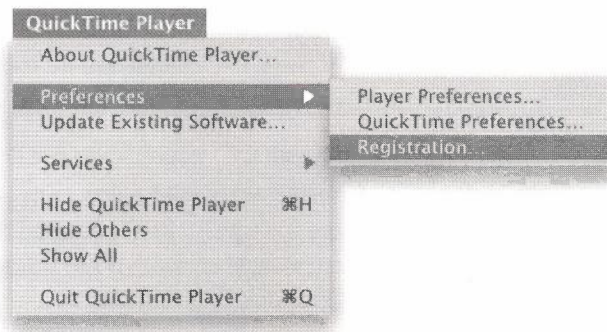 QuickTime Player
About QuickTime Player...
Preferences
Update Existing Software...
Services
Hide QuickTime Player ⌘H
Hide Others
Show All
Quit QuickTime Player ⌘Q
Player Preferences...
QuickTime Preferences...
Registration...